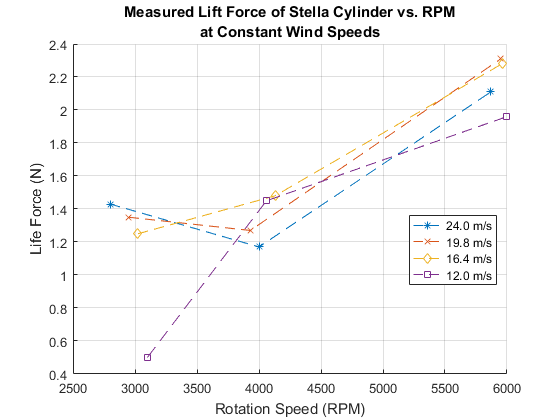 Measured Lift Force of Stella Cylinder vs. RPM
at Constant Wind Speeds
2.4
2.2
2
1.8
1.6
1.4
1.2
1
0.8
0.6
0.4
Life Force (N)
24.0 m/s
19.8 m/s
16.4 m/s
12.0 m/s
2500 3000 3500 4000 4500 5000 5500 6000
Rotation Speed (RPM)